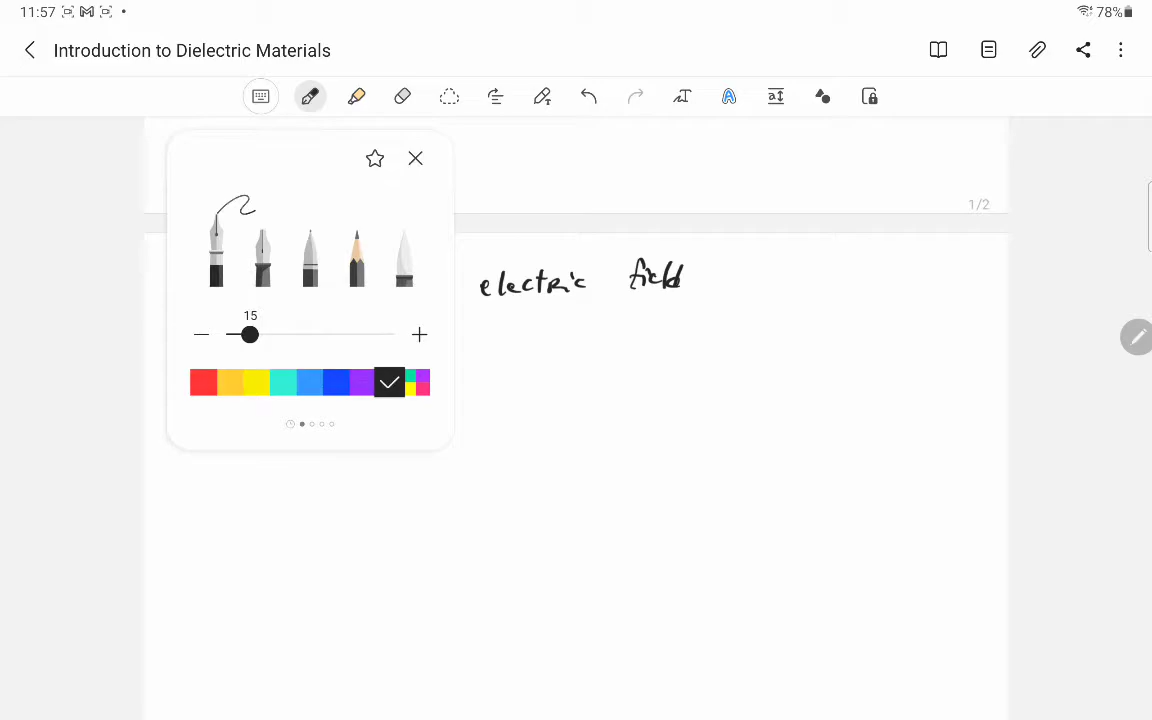 11:57
78%
Introduction to Dielectric Materials
1/2
electric field
15